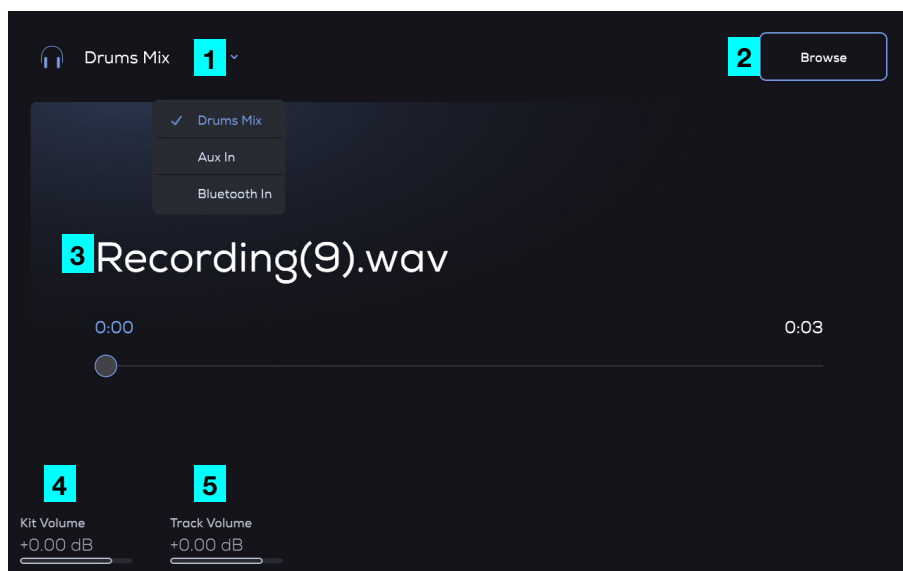 Drums Mix 1
2 Browse
Drums Mix
Aux In
Bluetooth In
3 Recording(9).wav
0:00 0:03
4 5
Kit Volume Track Volume
+0.00 dB +0.00 dB